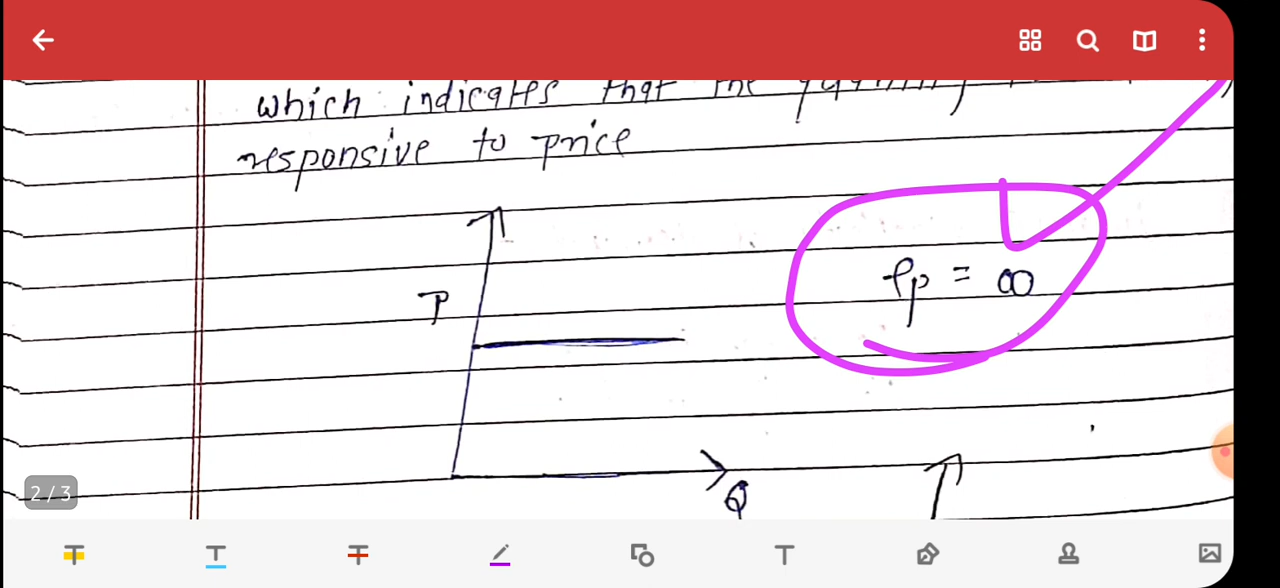 which indicates that the
responsive to price
P
ep = ∞
Q
2 / 3
T
T
T
T